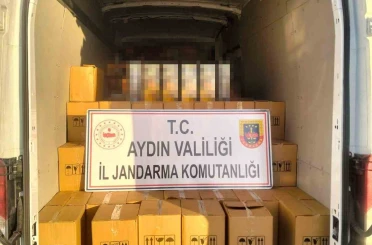 T.C.
AYDIN VALİLİĞİ
İL JANDARMA KOMUTANLIĞI